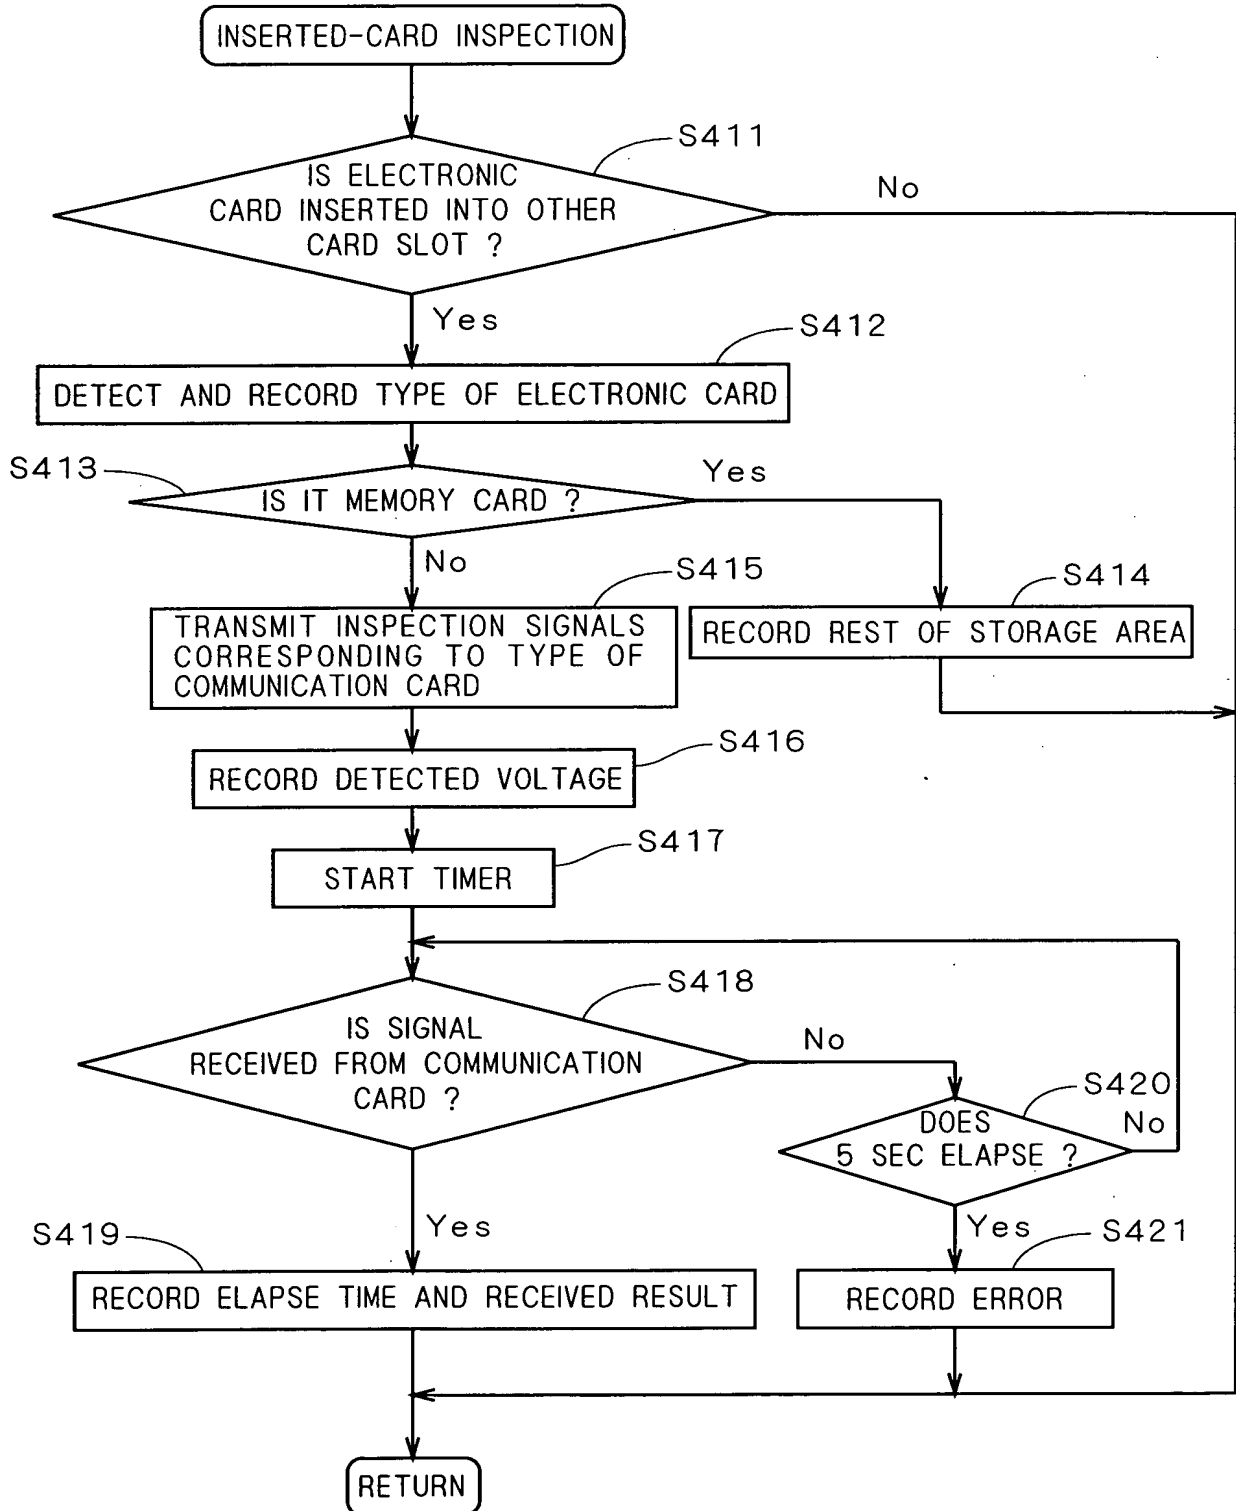 INSERTED-CARD INSPECTION
S411
IS ELECTRONIC
CARD INSERTED INTO OTHER
CARD SLOT ?
No
Yes
S412
DETECT AND RECORD TYPE OF ELECTRONIC CARD
S413
IS IT MEMORY CARD ?
Yes
No
S415
S414
TRANSMIT INSPECTION SIGNALS
CORRESPONDING TO TYPE OF
COMMUNICATION CARD
RECORD REST OF STORAGE AREA
S416
RECORD DETECTED VOLTAGE
S417
START TIMER
S418
IS SIGNAL
RECEIVED FROM COMMUNICATION
CARD ?
No
S420
DOES
5 SEC ELAPSE ?
No
Yes
Yes
S419
S421
RECORD ELAPSE TIME AND RECEIVED RESULT
RECORD ERROR
RETURN